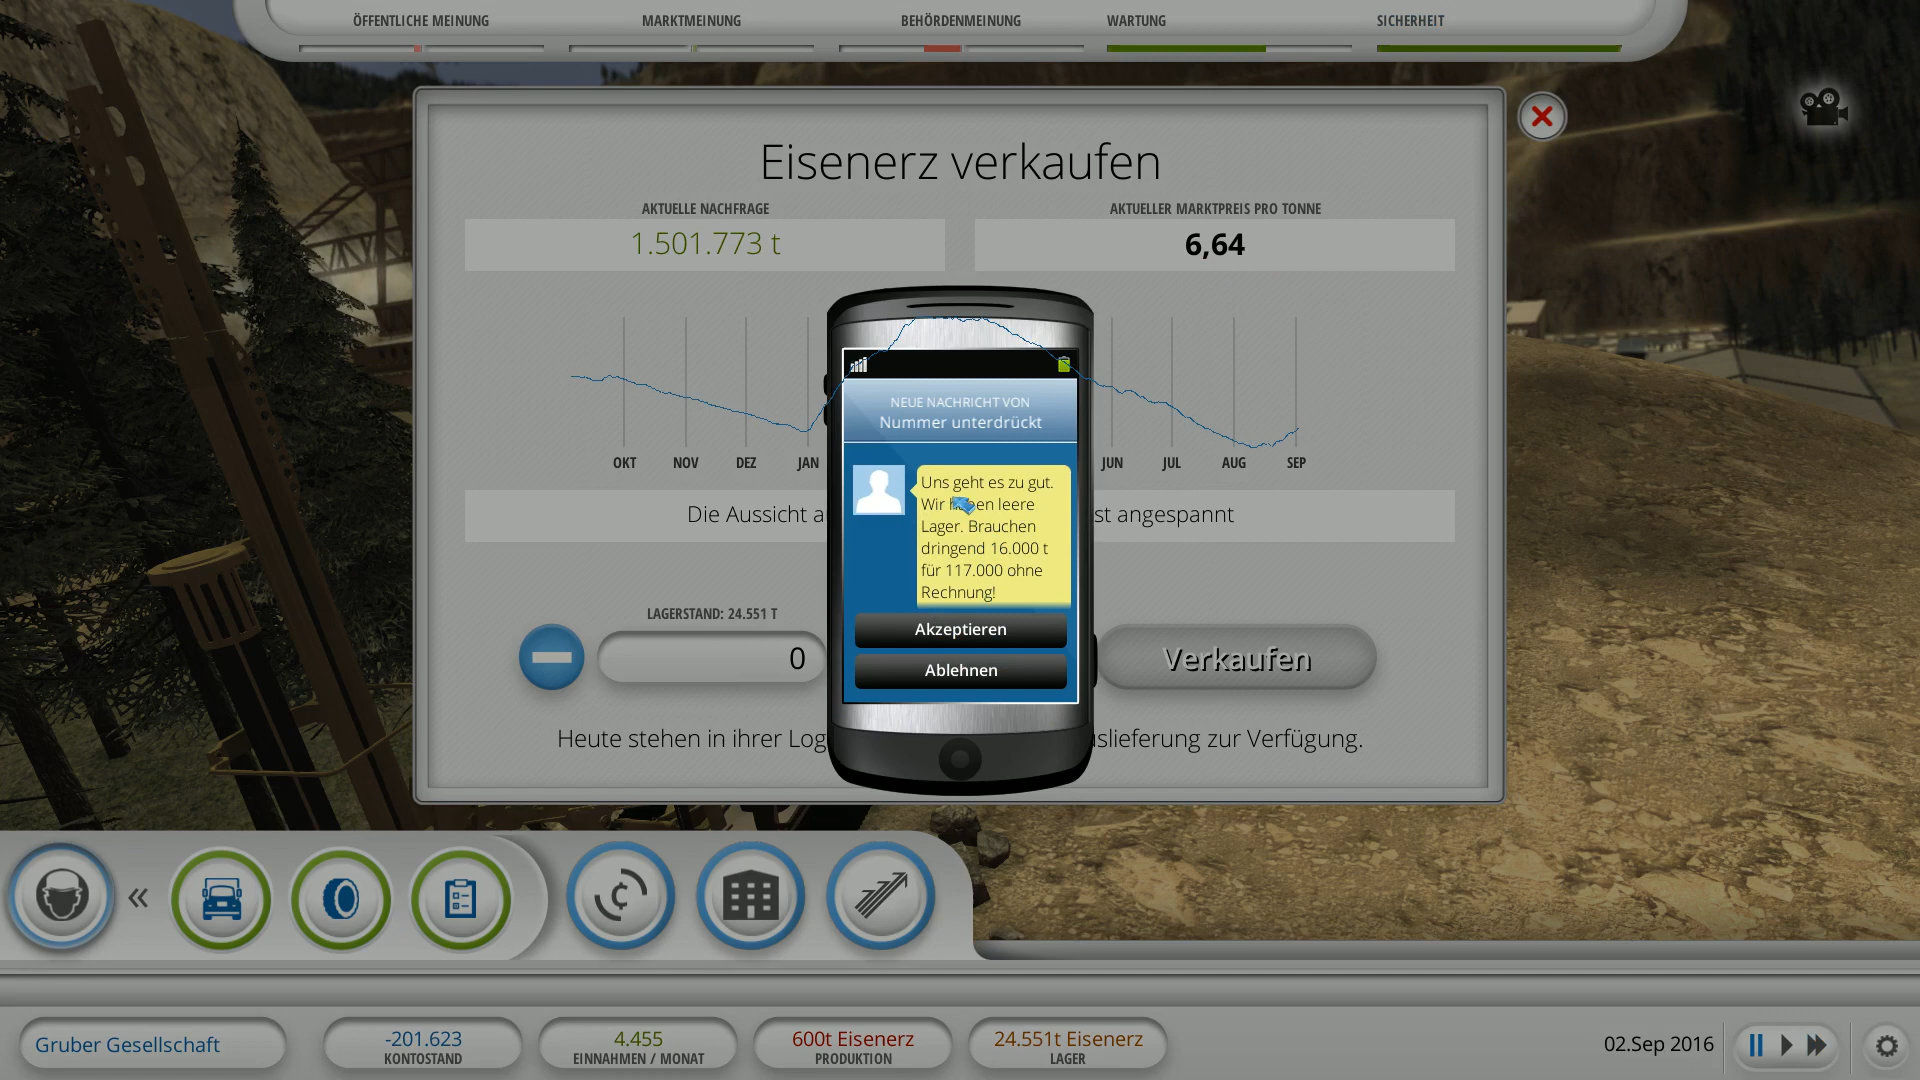 ÖFFENTLICHE MEINUNG MARKTMEINUNG BEHÖRDENMEINUNG WARTUNG SICHERHEIT
Eisenerz verkaufen
AKTUELLE NACHFRAGE AKTUELLER MARKTPREIS PRO TONNE
1.501.773 t 6,64
NEUE NACHRICHT VON
Nummer unterdrückt
OKT NOV DEZ JAN JUN JUL AUG SEP
Uns geht es zu gut.
Wir haben leere
Lager. Brauchen
dringend 16.000 t
für 117.000 ohne
Rechnung!
Die Aussicht a st angespannt
LAGERSTAND: 24.551 T
0
Akzeptieren
Ablehnen
Verkaufen
Heute stehen in ihrer Log uslieferung zur Verfügung.
Gruber Gesellschaft
-201.623
KONTOSTAND
4.455
EINNAHMEN / MONAT
600t Eisenerz
PRODUKTION
24.551t Eisenerz
LAGER
02.Sep 2016